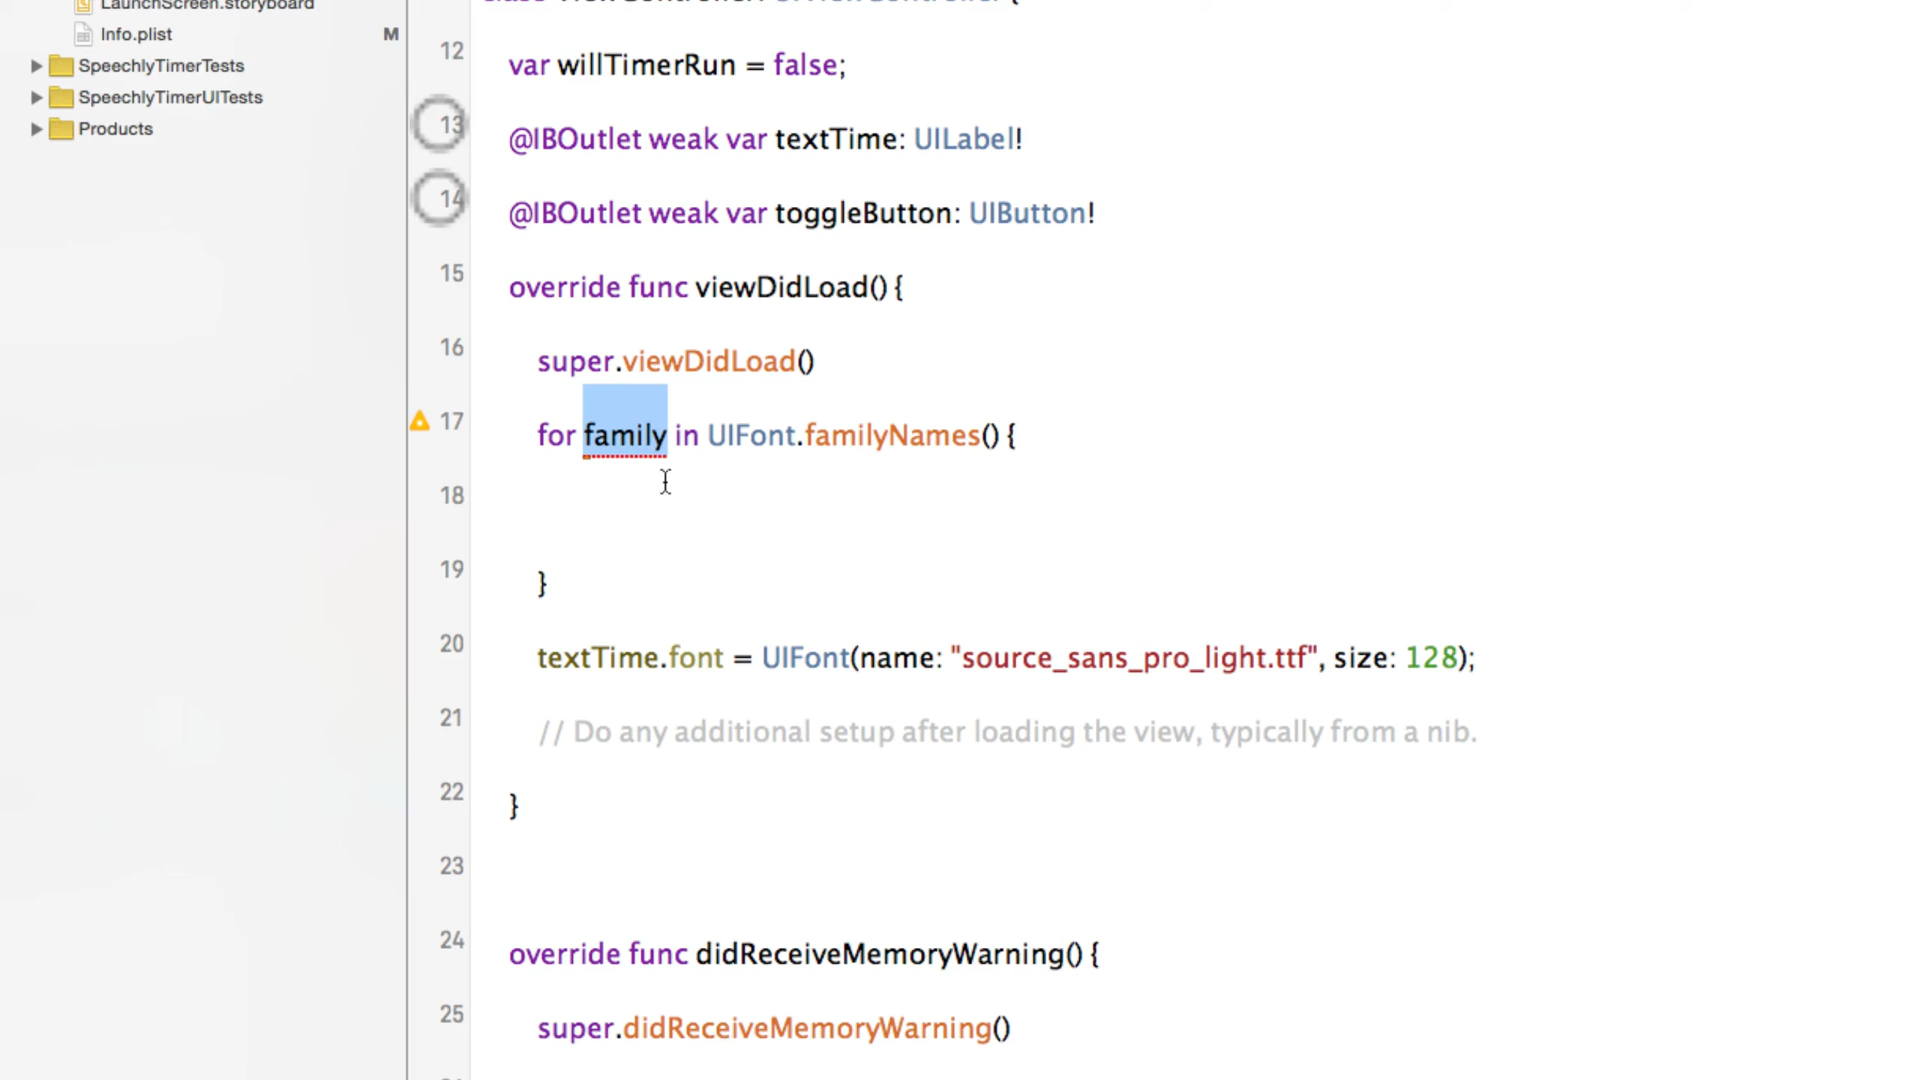 LaunchScreen.storyboard
Info.plist M
SpeechlyTimerTests
SpeechlyTimerUITests
Products
12 var willTimerRun = false;
13 @IBOutlet weak var textTime: UILabel!
14 @IBOutlet weak var toggleButton: UIButton!
15 override func viewDidLoad() {
16 super.viewDidLoad()
17 for family in UIFont.familyNames() {
18
19 }
20 textTime.font = UIFont(name: "source_sans_pro_light.ttf", size: 128);
21 // Do any additional setup after loading the view, typically from a nib.
22 }
23
24 override func didReceiveMemoryWarning() {
25 super.didReceiveMemoryWarning()